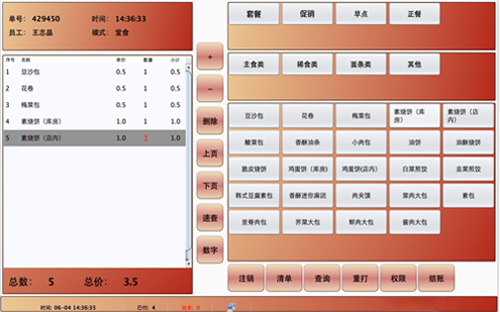 单号: 429450 时间: 14:36:33
员工: 王志晶 模式: 堂食
序号 名称 单价 数量 小计
1 豆沙包 0.5 1 0.5
2 花卷 0.5 1 0.5
3 梅菜包 0.5 1 0.5
4 素烧饼(库房) 1.0 1 1.0
5 素烧饼(店内) 1.0 1 1.0
总数: 5 总价: 3.5
+
−
删除
上页
下页
速查
数字
套餐 促销 早点 正餐
主食类 稀食类 面条类 其他
豆沙包 花卷 梅菜包 素烧饼(库房) 素烧饼(店内)
酸菜包 香酥油条 小肉包 油饼 油酥烧饼
脆皮烧饼 鸡蛋饼(库房) 鸡蛋饼(店内) 白菜煎饺 韭菜煎饺
韩式豆腐素包 香酥迷你麻团 肉夹馍 菜肉大包 素包
里脊肉包 荠菜大包 鲜肉大包 酱肉大包
注销 清单 查询 重打 权限 结账
时间: 06-04 14:36:35 已付: 4